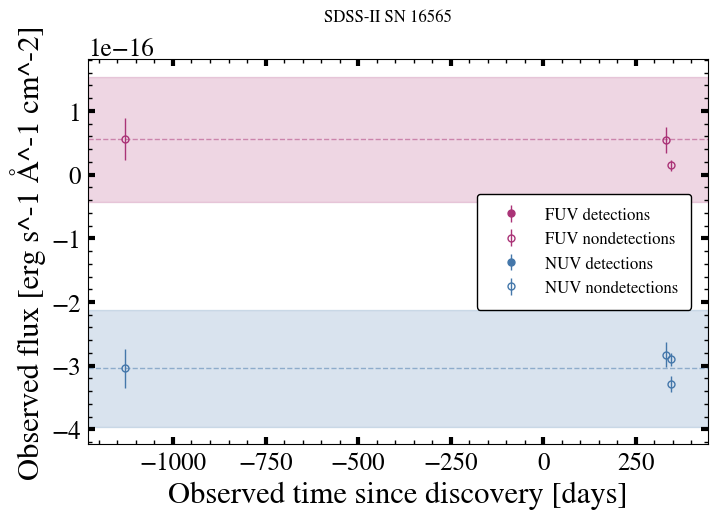 SDSS-II SN 16565
1e−16
Observed flux [erg s^-1 Å^-1 cm^-2]
1
0
−1
−2
−3
−4
FUV detections
FUV nondetections
NUV detections
NUV nondetections
−1000 −750 −500 −250 0 250
Observed time since discovery [days]